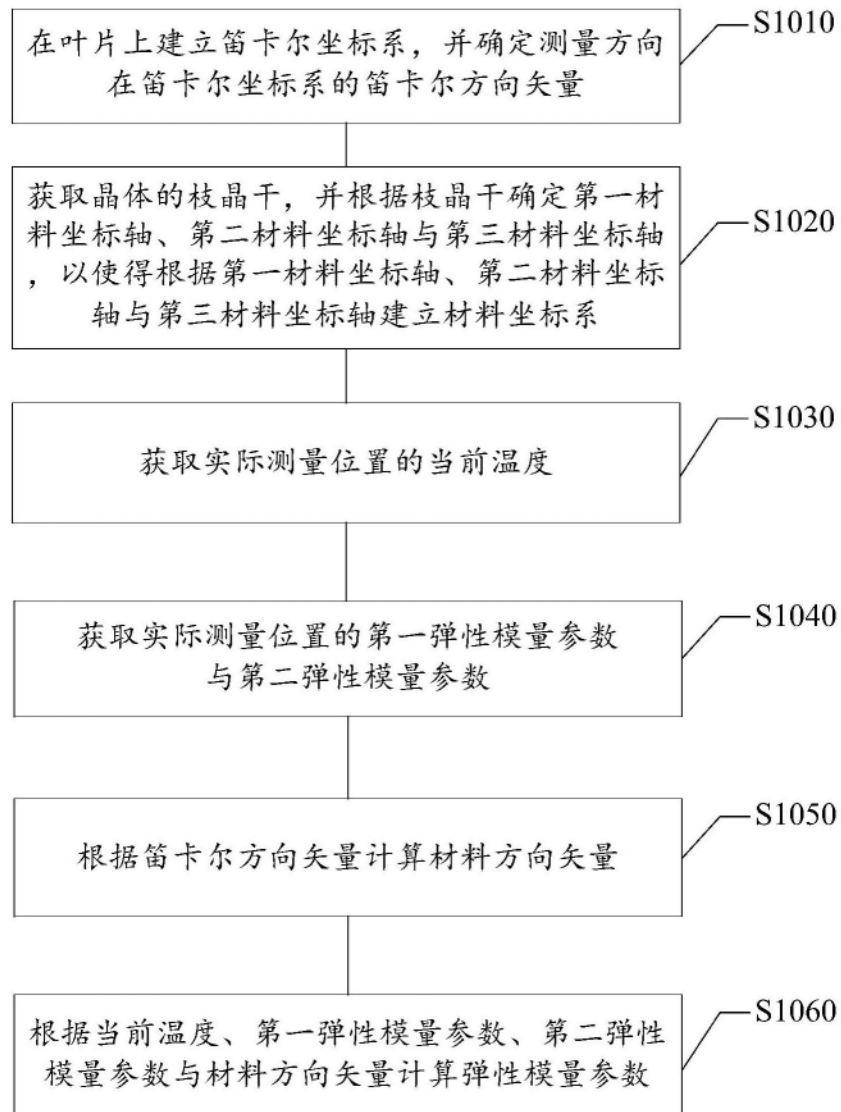 在叶片上建立笛卡尔坐标系，并确定测量方向
在笛卡尔坐标系的笛卡尔方向矢量
S1010
获取晶体的枝晶干，并根据枝晶干确定第一材
料坐标轴、第二材料坐标轴与第三材料坐标轴
，以使得根据第一材料坐标轴、第二材料坐标
轴与第三材料坐标轴建立材料坐标系
S1020
获取实际测量位置的当前温度
S1030
获取实际测量位置的第一弹性模量参数
与第二弹性模量参数
S1040
根据笛卡尔方向矢量计算材料方向矢量
S1050
根据当前温度、第一弹性模量参数、第二弹性
模量参数与材料方向矢量计算弹性模量参数
S1060